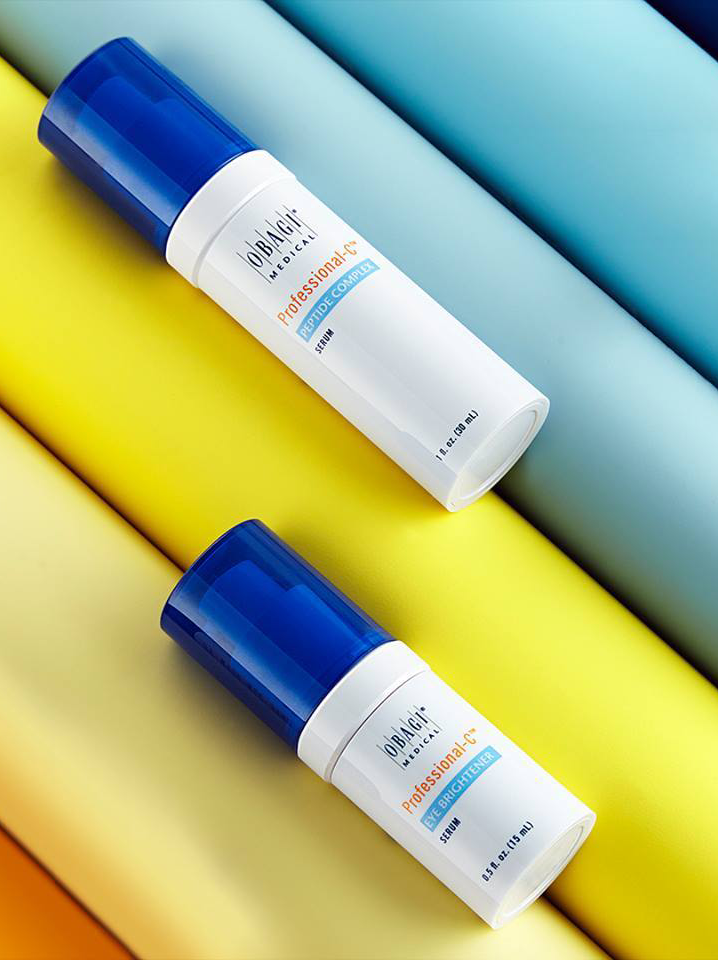 OBAGI®
MEDICAL
Professional-C™
PEPTIDE COMPLEX
SERUM
1 fl. oz. (30 mL)
OBAGI®
MEDICAL
Professional-C™
EYE BRIGHTENER
SERUM
0.5 fl. oz. (15 mL)